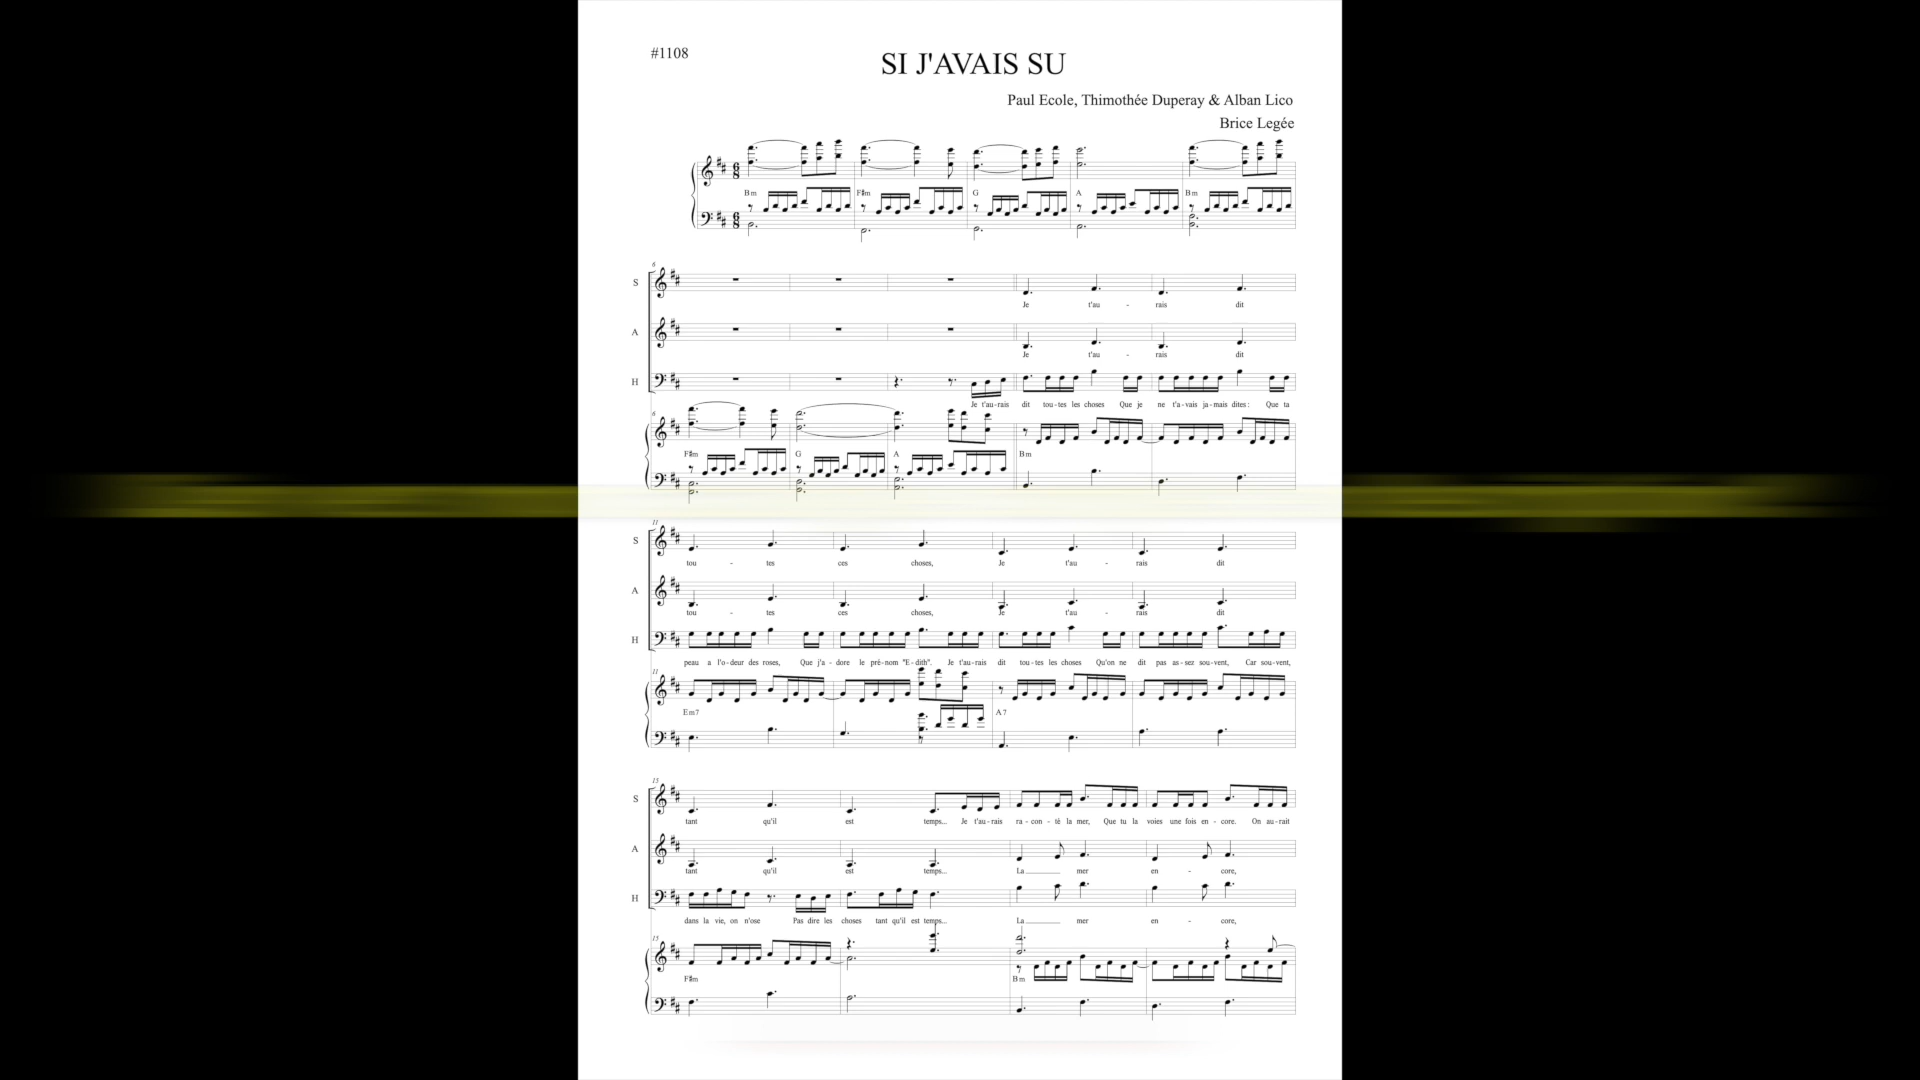 #1108
SI J'AVAIS SU
Paul Ecole, Thimothée Duperay & Alban Lico
Brice Legée
Bm F#m G A Bm
6
S
Je t'au - rais dit
A
Je t'au - rais dit
H
Je t'au-rais dit tou-tes les choses Que je ne t'a-vais ja-mais dites: Que ta
6
F#m G A Bm
11
S
tou - tes ces choses, Je t'au - rais dit
A
tou - tes ces choses, Je t'au - rais dit
H
peau a l'o-deur des roses, Que j'a-dore le pré-nom "E-dith". Je t'au-rais dit tou-tes les choses Qu'on ne dit pas as-sez sou-vent, Car sou-vent,
11
Em7 A7
15
S
tant qu'il est temps... Je t'au-rais ra-con-té la mer, Que tu la voies une fois en-core. On au-rait
A
tant qu'il est temps... La mer en - core,
H
dans la vie, on n'ose Pas dire les choses tant qu'il est temps... La mer en - core,
15
F#m Bm